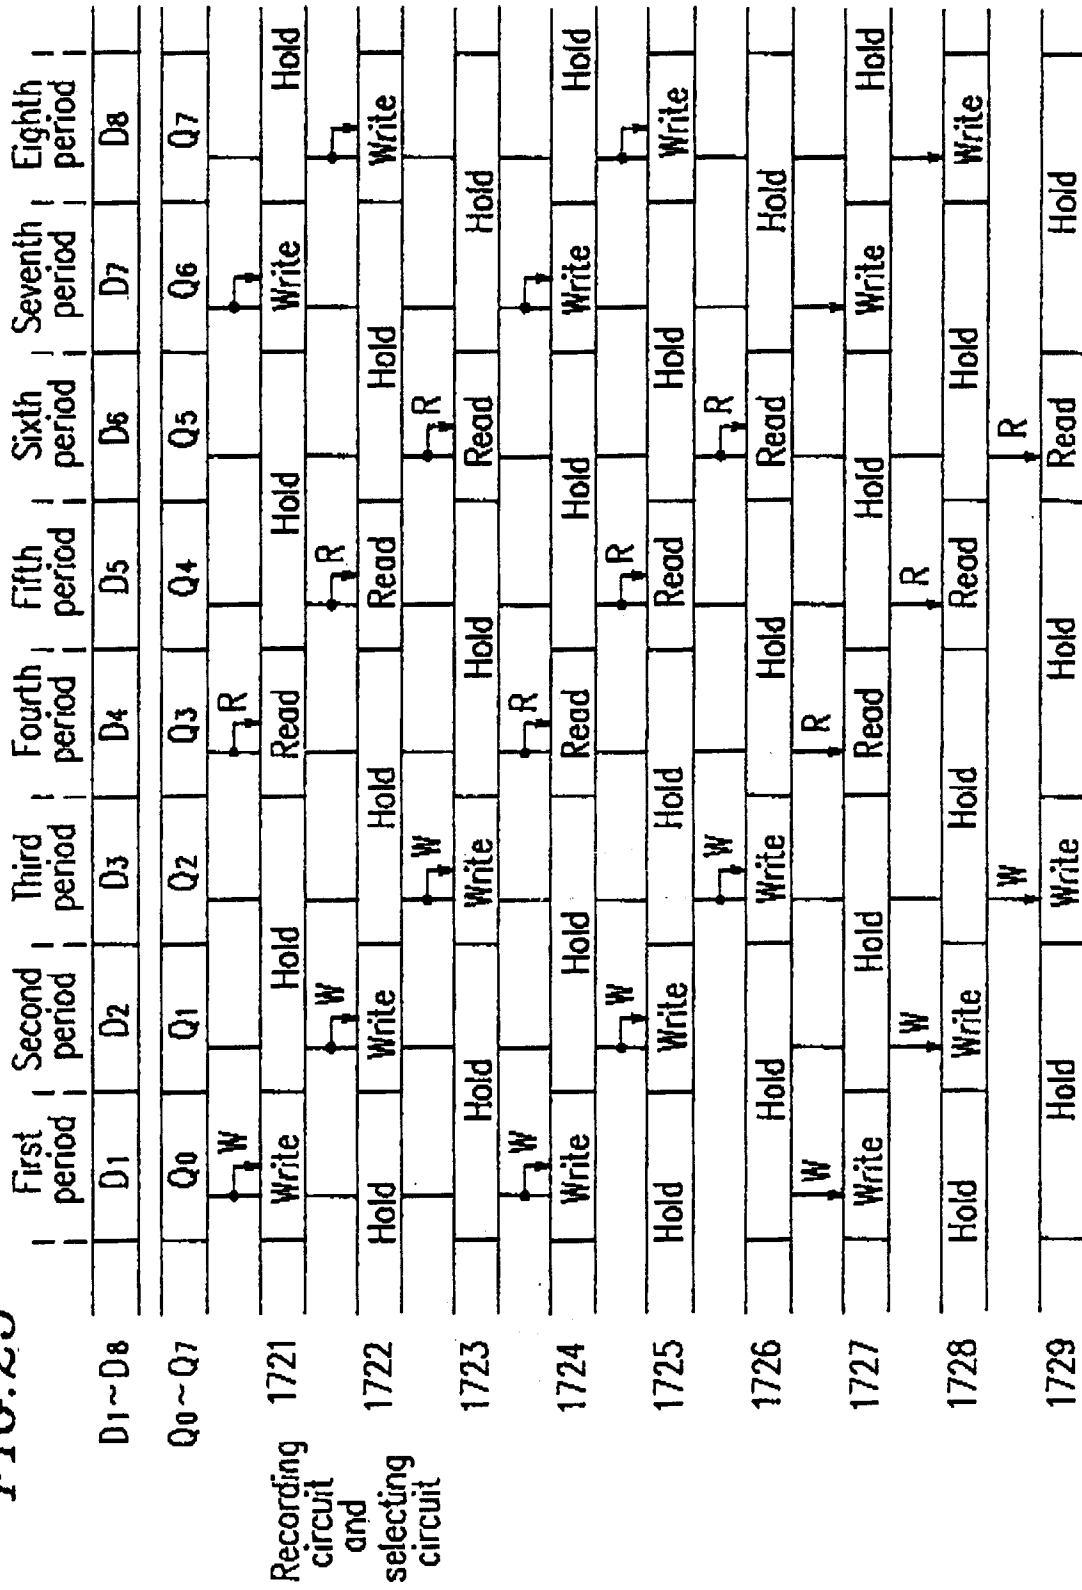 FIG. 25
First period
Second period
Third period
Fourth period
Fifth period
Sixth period
Seventh period
Eighth period
D1~D8 D1 D2 D3 D4 D5 D6 D7 D8
Q0~Q7 Q0 Q1 Q2 Q3 Q4 Q5 Q6 Q7
Recording circuit and selecting circuit
W R
1721 Write Hold Read Hold Write Hold
W R
1722 Hold Write Hold Read Hold Write
W R
1723 Hold Write Hold Read Hold
W R
1724 Write Hold Read Hold Write Hold
W R
1725 Hold Write Hold Read Hold Write
W R
1726 Hold Write Hold Read Hold
W R
1727 Write Hold Read Hold Write Hold
W R
1728 Hold Write Hold Read Hold Write
W R
1729 Hold Write Hold Read Hold